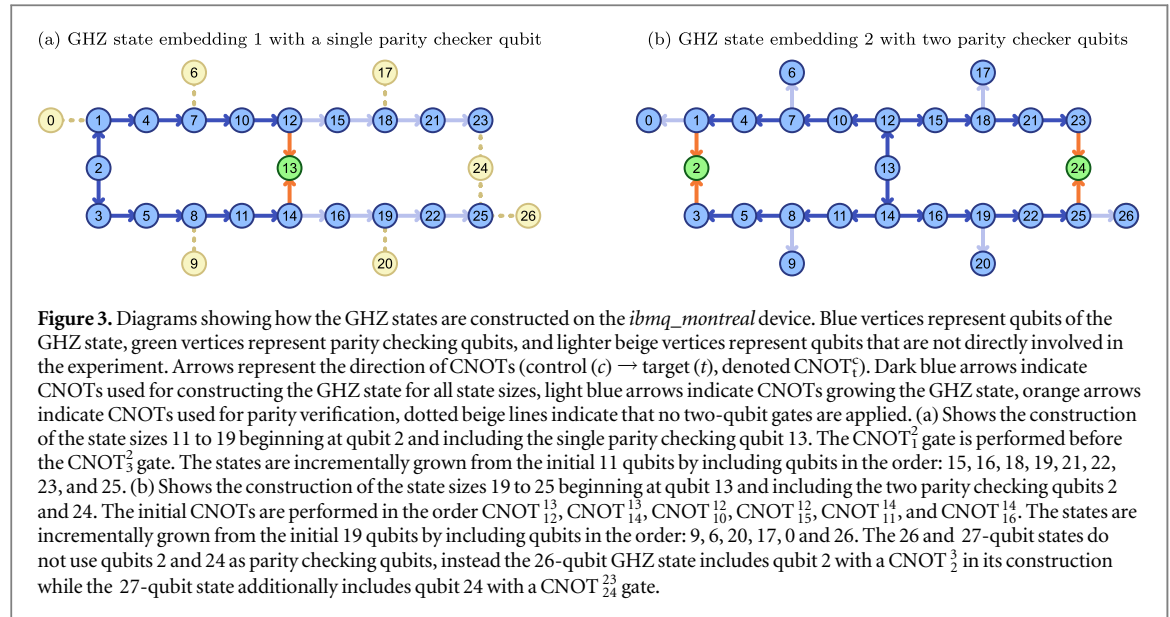 (a) GHZ state embedding 1 with a single parity checker qubit
(b) GHZ state embedding 2 with two parity checker qubits
6 17
0 1 4 7 10 12 15 18 21 23
2 13 24
3 5 8 11 14 16 19 22 25 26
9 20
6 17
0 1 4 7 10 12 15 18 21 23
2 13 24
3 5 8 11 14 16 19 22 25 26
9 20
Figure 3. Diagrams showing how the GHZ states are constructed on the ibmq_montreal device. Blue vertices represent qubits of the
GHZ state, green vertices represent parity checking qubits, and lighter beige vertices represent qubits that are not directly involved in
the experiment. Arrows represent the direction of CNOTs (control (c) → target (t), denoted CNOT^c_t). Dark blue arrows indicate
CNOTs used for constructing the GHZ state for all state sizes, light blue arrows indicate CNOTs growing the GHZ state, orange arrows
indicate CNOTs used for parity verification, dotted beige lines indicate that no two-qubit gates are applied. (a) Shows the construction
of the state sizes 11 to 19 beginning at qubit 2 and including the single parity checking qubit 13. The CNOT^2_1 gate is performed before
the CNOT^2_3 gate. The states are incrementally grown from the initial 11 qubits by including qubits in the order: 15, 16, 18, 19, 21, 22,
23, and 25. (b) Shows the construction of the state sizes 19 to 25 beginning at qubit 13 and including the two parity checking qubits 2
and 24. The initial CNOTs are performed in the order CNOT^13_12, CNOT^13_14, CNOT^12_10, CNOT^12_15, CNOT^14_11, and CNOT^14_16. The states are
incrementally grown from the initial 19 qubits by including qubits in the order: 9, 6, 20, 17, 0 and 26. The 26 and 27-qubit states do
not use qubits 2 and 24 as parity checking qubits, instead the 26-qubit GHZ state includes qubit 2 with a CNOT^3_2 in its construction
while the 27-qubit state additionally includes qubit 24 with a CNOT^23_24 gate.